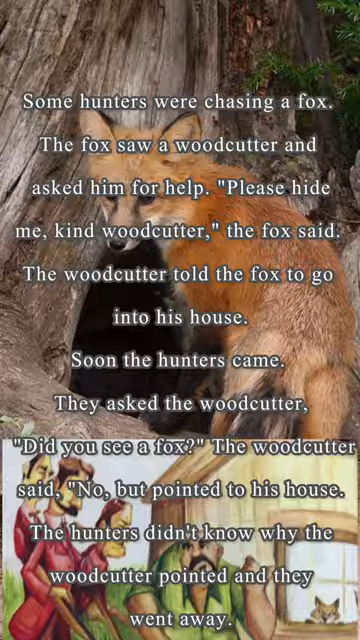 Some hunters were chasing a fox.
The fox saw a woodcutter and
asked him for help. "Please hide
me, kind woodcutter," the fox said.
The woodcutter told the fox to go
into his house.
Soon the hunters came.
They asked the woodcutter,
"Did you see a fox?" The woodcutter
said, "No, but pointed to his house.
The hunters didn't know why the
woodcutter pointed and they
went away.